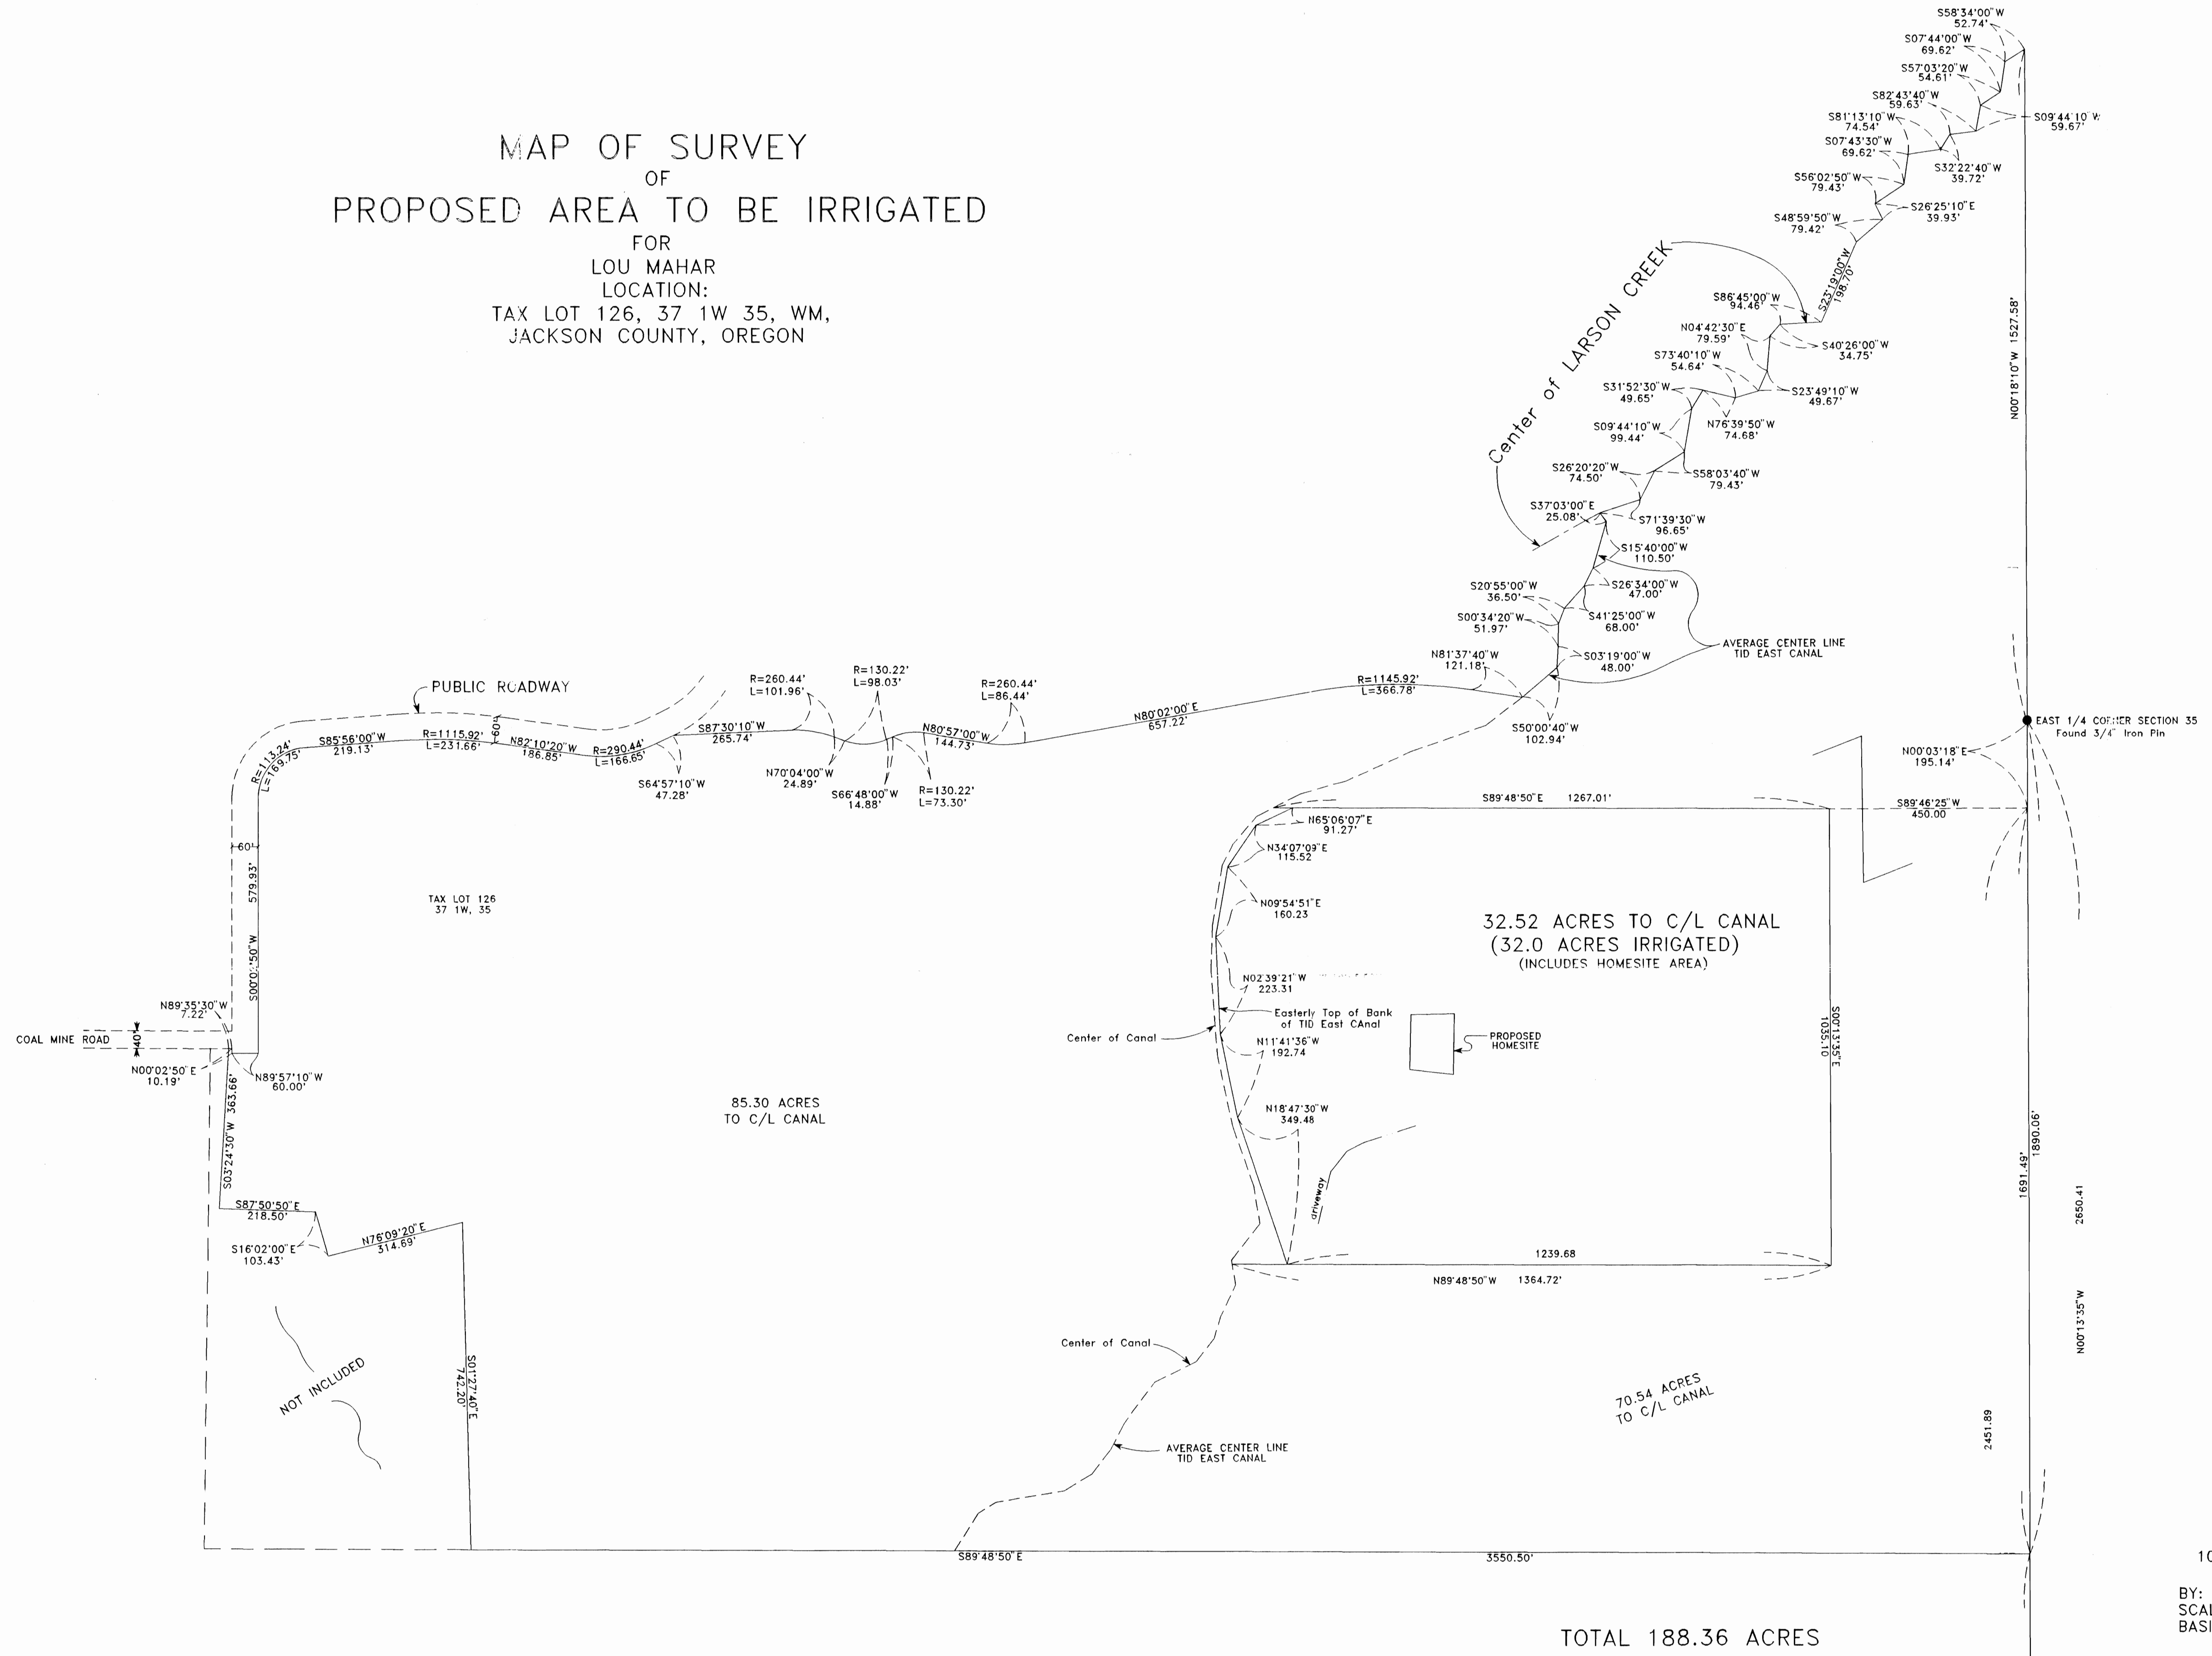 MAP OF SURVEY
OF
PROPOSED AREA TO BE IRRIGATED
FOR
LOU MAHAR
LOCATION:
TAX LOT 126, 37 1W 35, WM,
JACKSON COUNTY, OREGON
S58°34'00"W
52.74'
S07°44'00"W
69.62'
S57°03'20"W
54.61'
S82°43'40"W
59.63'
S09°44'10"W
59.67'
S81°13'10"W
74.54'
S07°43'30"W
69.62'
S32°22'40"W
39.72'
S56°02'50"W
79.43'
S26°25'10"E
39.93'
S48°59'50"W
79.42'
S23°19'00"W
198.70'
Center of LARSON CREEK
S86°45'00"W
94.46'
N04°42'30"E
79.59'
S40°26'00"W
34.75'
S73°40'10"W
54.64'
S31°52'30"W
49.65'
S23°49'10"W
49.67'
N76°39'50"W
74.68'
S09°44'10"W
99.44'
S26°20'20"W
74.50'
S58°03'40"W
79.43'
S37°03'00"E
25.08'
S71°39'30"W
96.65'
S15°40'00"W
110.50'
S26°34'00"W
47.00'
S20°55'00"W
36.50'
S41°25'00"W
68.00'
S00°34'20"W
51.97'
S03°19'00"W
48.00'
AVERAGE CENTER LINE
TID EAST CANAL
N00°18'10"W 1527.58'
N81°37'40"W
121.18'
R=1145.92'
L=366.78'
S50°00'40"W
102.94'
N80°02'00"E
657.22'
R=260.44'
L=86.44'
N80°57'00"W
144.73'
R=130.22'
L=98.03'
R=130.22'
L=73.30'
S66°48'00"W
14.88'
R=260.44'
L=101.96'
N70°04'00"W
24.89'
S87°30'10"W
265.74'
S64°57'10"W
47.28'
R=290.44'
L=166.65'
N82°10'20"W
186.85'
60'
R=1115.92'
L=231.66'
S85°56'00"W
219.13'
PUBLIC ROADWAY
R=113.24'
L=169.75'
60'
579.93'
TAX LOT 126
37 1W, 35
N89°35'30"W
7.22'
COAL MINE ROAD
40'
N00°02'50"E
10.19'
N89°57'10"W
60.00'
S03°24'30"W 363.66'
S87°50'50"E
218.50'
S16°02'00"E
103.43'
N76°09'20"E
314.69'
NOT INCLUDED
S01°27'40"E
742.20'
85.30 ACRES
TO C/L CANAL
EAST 1/4 CORNER SECTION 35
Found 3/4" Iron Pin
N00°03'18"E
195.14'
S89°46'25"W
450.00
S89°48'50"E 1267.01'
N65°06'07"E
91.27'
N34°07'09"E
115.52
N09°54'51"E
160.23
N02°39'21"W
223.31
Easterly Top of Bank
of TID East CAnal
Center of Canal
N11°41'36"W
192.74
N18°47'30"W
349.48
32.52 ACRES TO C/L CANAL
(32.0 ACRES IRRIGATED)
(INCLUDES HOMESITE AREA)
PROPOSED
HOMESITE
driveway
S00°13'35"E
1035.10
1239.68
N89°48'50"W 1364.72'
Center of Canal
AVERAGE CENTER LINE
TID EAST CANAL
70.54 ACRES
TO C/L CANAL
1890.06'
1691.49'
2650.41
N00°13'35"W
2451.89
S89°48'50"E
3550.50'
TOTAL 188.36 ACRES
10
BY:
SCAL
BASI